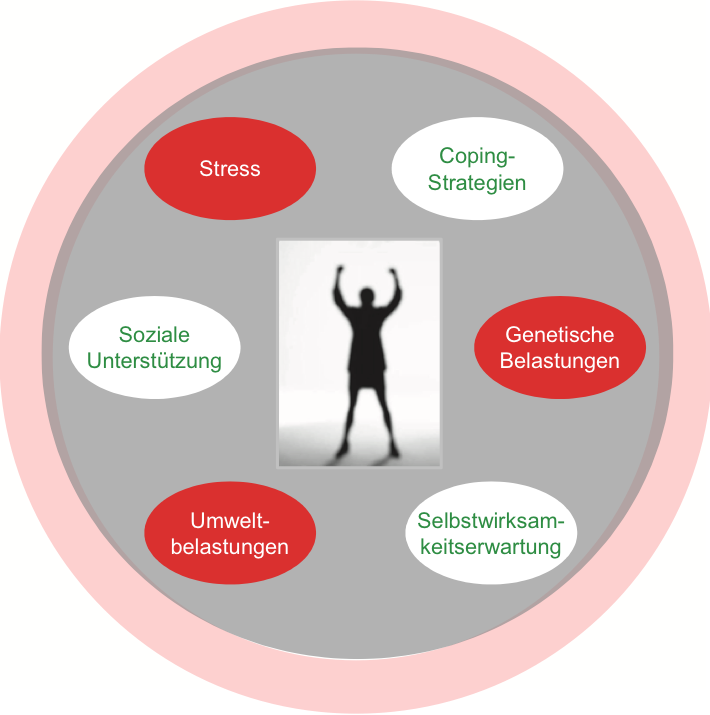 Stress
Coping-
Strategien
Soziale
Unterstützung
Genetische
Belastungen
Umwelt-
belastungen
Selbstwirksam-
keitserwartung